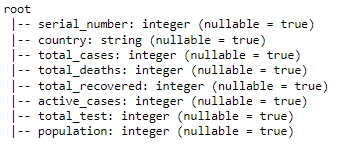 root
 |-- serial_number: integer (nullable = true)
 |-- country: string (nullable = true)
 |-- total_cases: integer (nullable = true)
 |-- total_deaths: integer (nullable = true)
 |-- total_recovered: integer (nullable = true)
 |-- active_cases: integer (nullable = true)
 |-- total_test: integer (nullable = true)
 |-- population: integer (nullable = true)